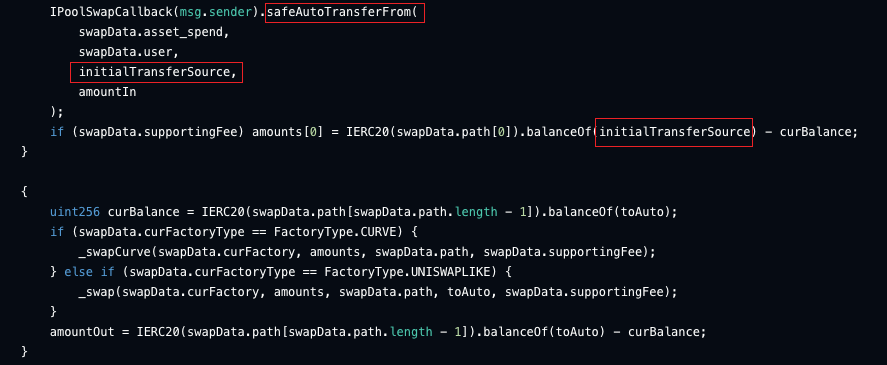 IPoolSwapCallback(msg.sender).safeAutoTransferFrom(
swapData.asset_spend,
swapData.user,
initialTransferSource,
amountIn
);
if (swapData.supportingFee) amounts[0] = IERC20(swapData.path[0]).balanceOf(initialTransferSource) - curBalance;
}
{
uint256 curBalance = IERC20(swapData.path[swapData.path.length - 1]).balanceOf(toAuto);
if (swapData.curFactoryType == FactoryType.CURVE) {
_swapCurve(swapData.curFactory, amounts, swapData.path, swapData.supportingFee);
} else if (swapData.curFactoryType == FactoryType.UNISWAPLIKE) {
_swap(swapData.curFactory, amounts, swapData.path, toAuto, swapData.supportingFee);
}
amountOut = IERC20(swapData.path[swapData.path.length - 1]).balanceOf(toAuto) - curBalance;
}